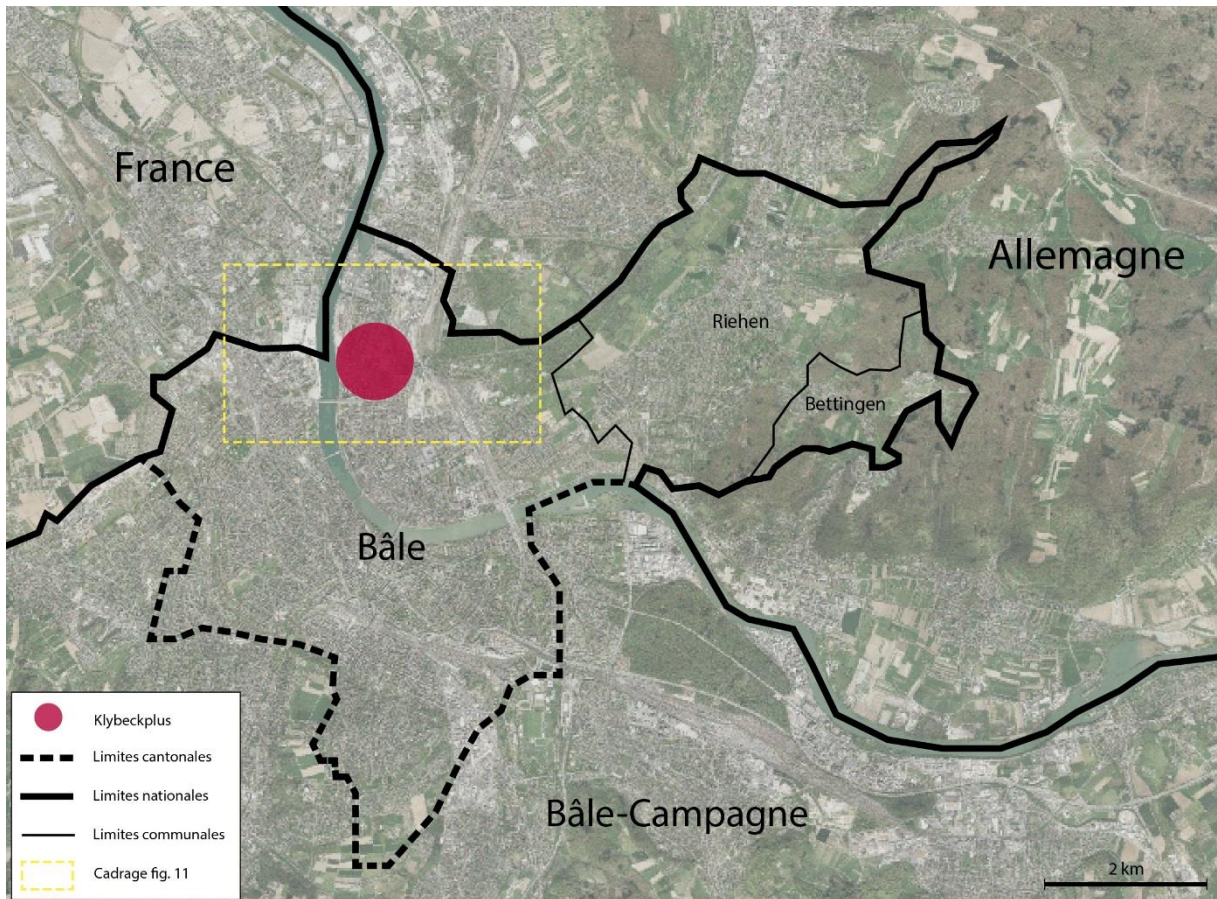 France
Allemagne
Riehen
Bettingen
Bâle
Bâle-Campagne
Klybeckplus
Limites cantonales
Limites nationales
Limites communales
Cadrage fig. 11
2 km